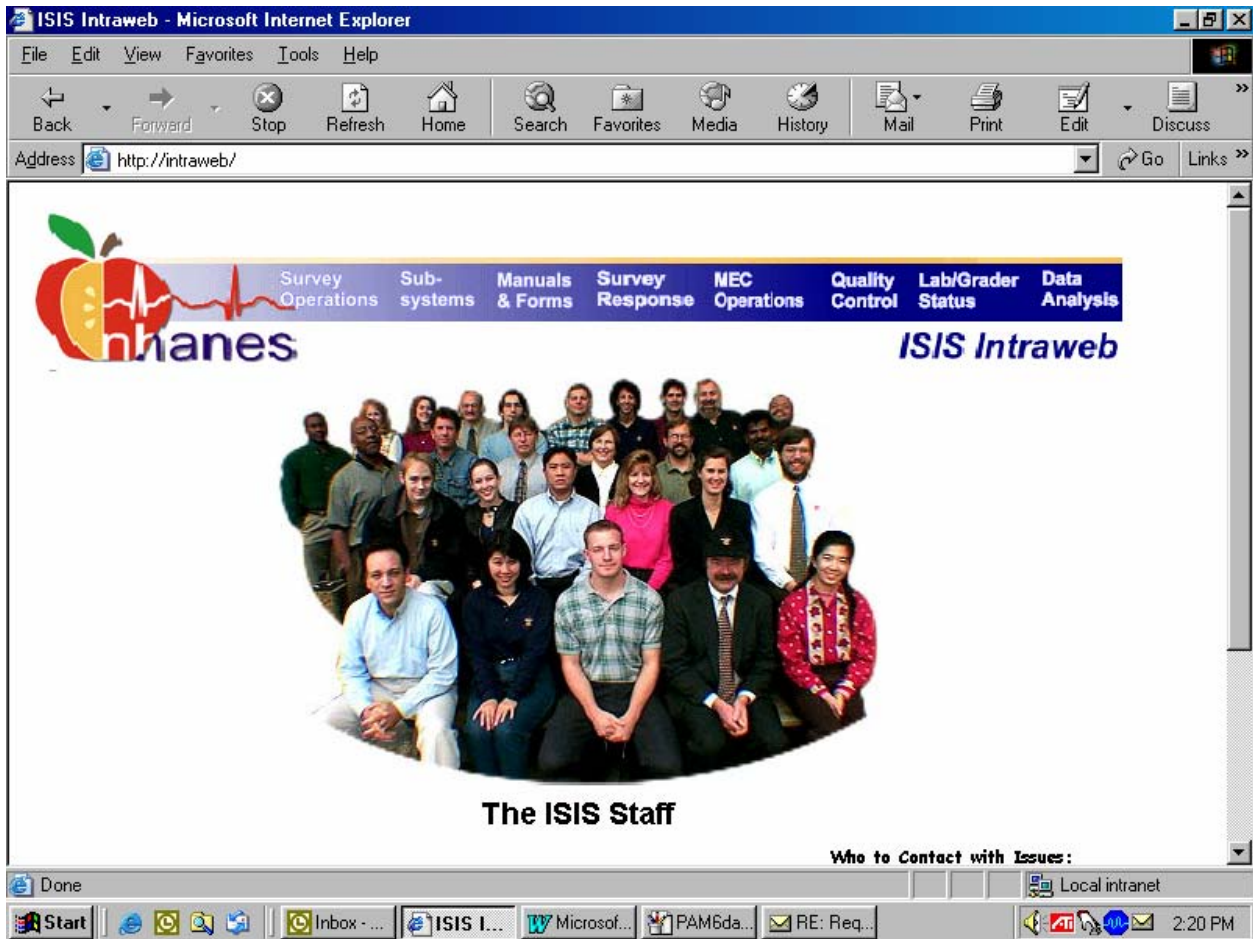 ISIS Intraweb - Microsoft Internet Explorer
File Edit View Favorites Tools Help
Back Forward Stop Refresh Home Search Favorites Media History Mail Print Edit Discuss »
Address http://intraweb/ Go Links »
Survey Operations Sub-systems Manuals & Forms Survey Response MEC Operations Quality Control Lab/Grader Status Data Analysis
nhanes
ISIS Intraweb
The ISIS Staff
Who to Contact with Issues:
Done Local intranet
Start Inbox - ... ISIS I... Microsof... PAM6da... RE: Req... ATI 2:20 PM